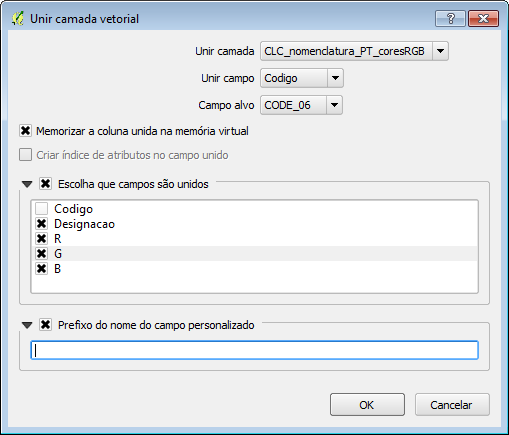 Unir camada vetorial
Unir camada CLC_nomenclatura_PT_coresRGB
Unir campo Codigo
Campo alvo CODE_06
Memorizar a coluna unida na memória virtual
Criar índice de atributos no campo unido
Escolha que campos são unidos
Codigo
Designacao
R
G
B
Prefixo do nome do campo personalizado
OK Cancelar